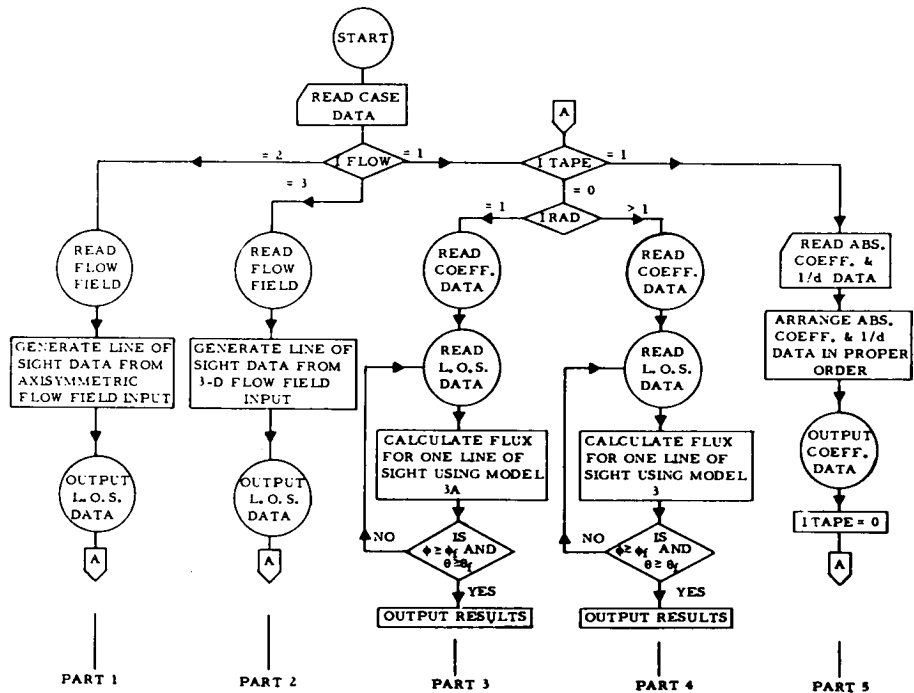 START
READ CASE
DATA
A
I FLOW
= 2
= 1
= 3
I TAPE
= 1
= 0
I RAD
= 1
> 1
READ
FLOW
FIELD
GENERATE LINE OF
SIGHT DATA FROM
AXISYMMETRIC
FLOW FIELD INPUT
OUTPUT
L.O.S.
DATA
A
PART 1
READ
FLOW
FIELD
GENERATE LINE OF
SIGHT DATA FROM
3-D FLOW FIELD
INPUT
OUTPUT
L.O.S.
DATA
A
PART 2
READ
COEFF.
DATA
READ
L.O.S.
DATA
CALCULATE FLUX
FOR ONE LINE OF
SIGHT USING MODEL
3A
IS
ϕ ≥ ϕf AND
θ ≥ θf
NO
YES
OUTPUT RESULTS
PART 3
READ
COEFF.
DATA
READ
L.O.S.
DATA
CALCULATE FLUX
FOR ONE LINE OF
SIGHT USING MODEL
3
IS
ϕ ≥ ϕf AND
θ ≥ θf
NO
YES
OUTPUT RESULTS
PART 4
READ ABS.
COEFF. &
1/d DATA
ARRANGE ABS.
COEFF. & 1/d
DATA IN PROPER
ORDER
OUTPUT
COEFF.
DATA
I TAPE = 0
A
PART 5